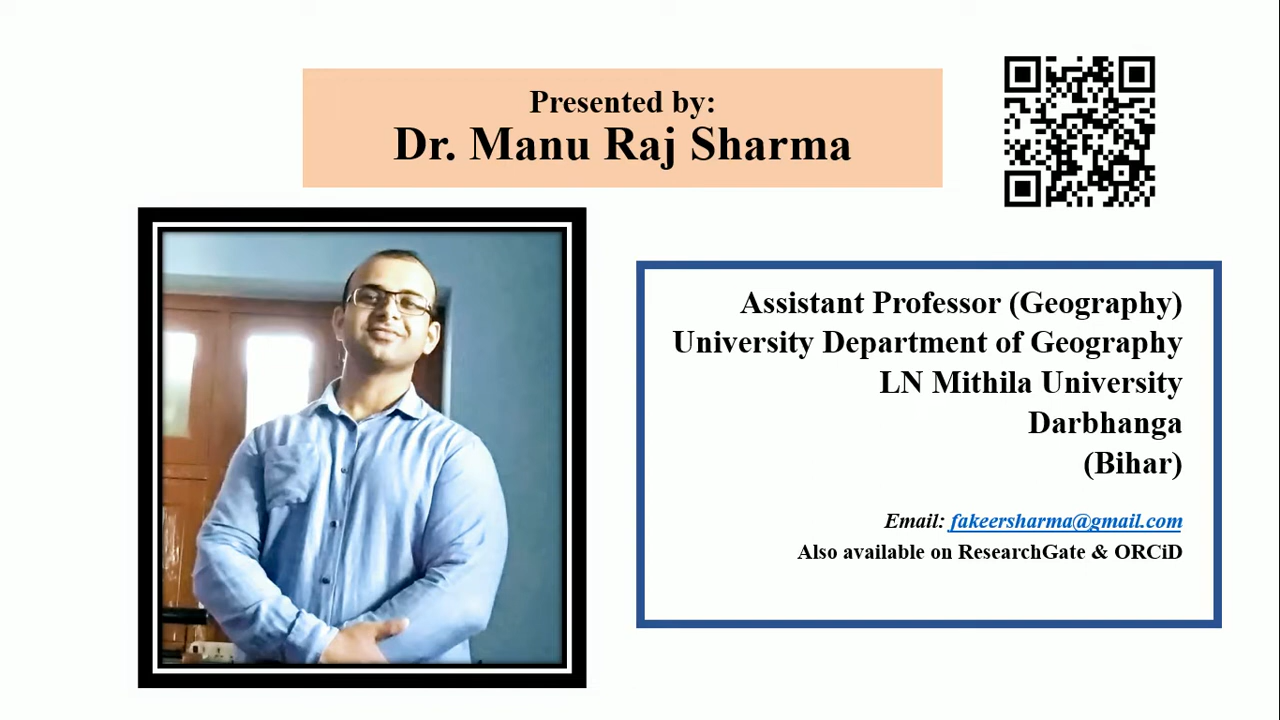 Presented by:
Dr. Manu Raj Sharma
Assistant Professor (Geography)
University Department of Geography
LN Mithila University
Darbhanga
(Bihar)
Email: fakeersharma@gmail.com
Also available on ResearchGate & ORCiD